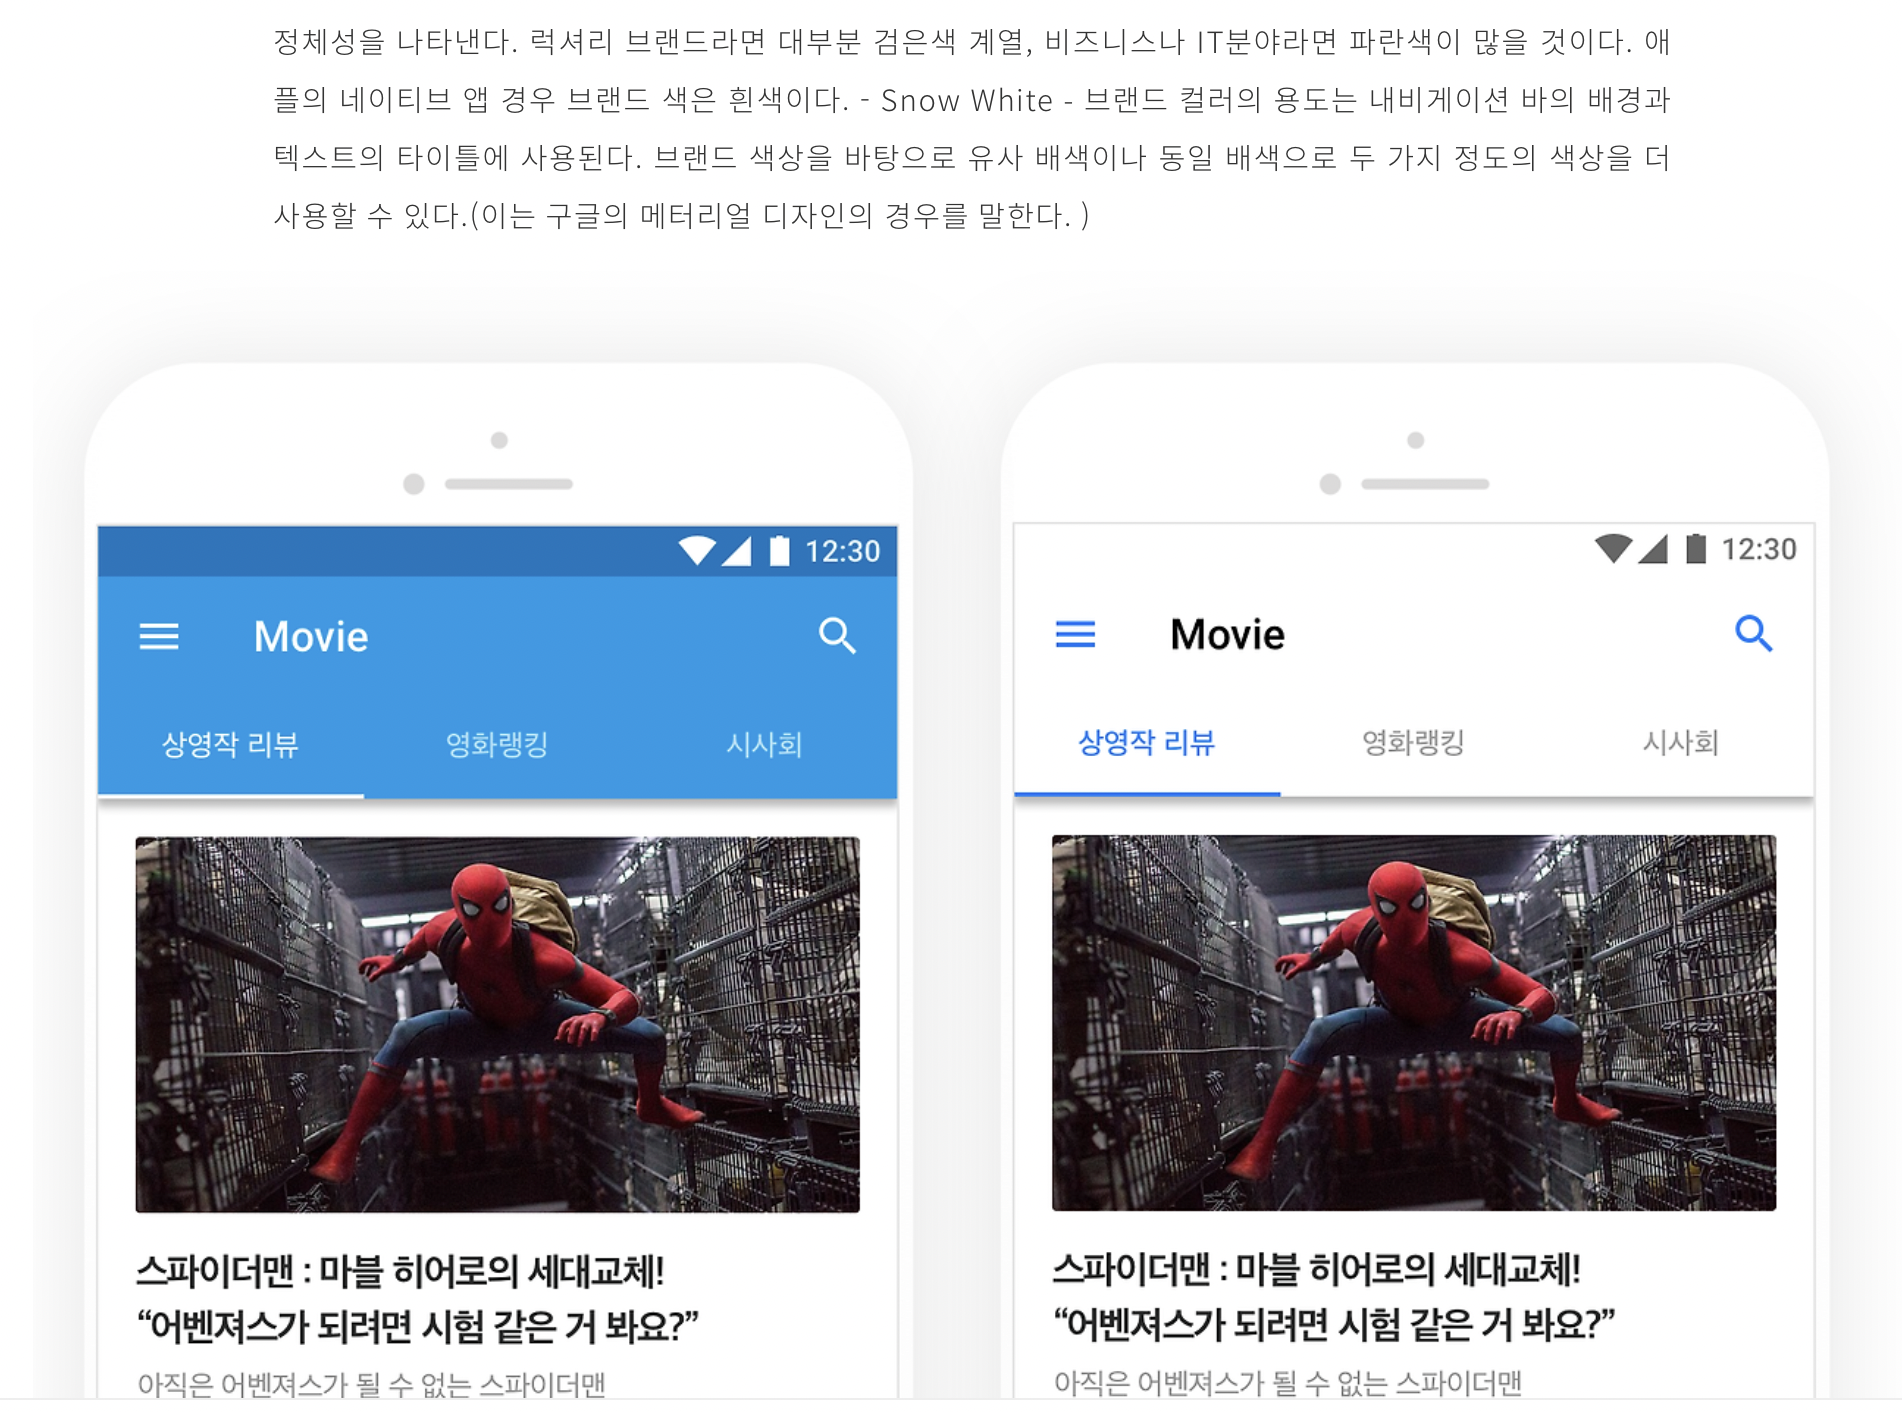 정체성을 나타낸다. 럭셔리 브랜드라면 대부분 검은색 계열, 비즈니스나 IT분야라면 파란색이 많을 것이다. 애
플의 네이티브 앱 경우 브랜드 색은 흰색이다. - Snow White - 브랜드 컬러의 용도는 내비게이션 바의 배경과
텍스트의 타이틀에 사용된다. 브랜드 색상을 바탕으로 유사 배색이나 동일 배색으로 두 가지 정도의 색상을 더
사용할 수 있다.(이는 구글의 메터리얼 디자인의 경우를 말한다. )
12:30
Movie
상영작 리뷰 영화랭킹 시사회
스파이더맨 : 마블 히어로의 세대교체!
“어벤져스가 되려면 시험 같은 거 봐요?”
아직은 어벤져스가 될 수 없는 스파이더맨
12:30
Movie
상영작 리뷰 영화랭킹 시사회
스파이더맨 : 마블 히어로의 세대교체!
“어벤져스가 되려면 시험 같은 거 봐요?”
아직은 어벤져스가 될 수 없는 스파이더맨